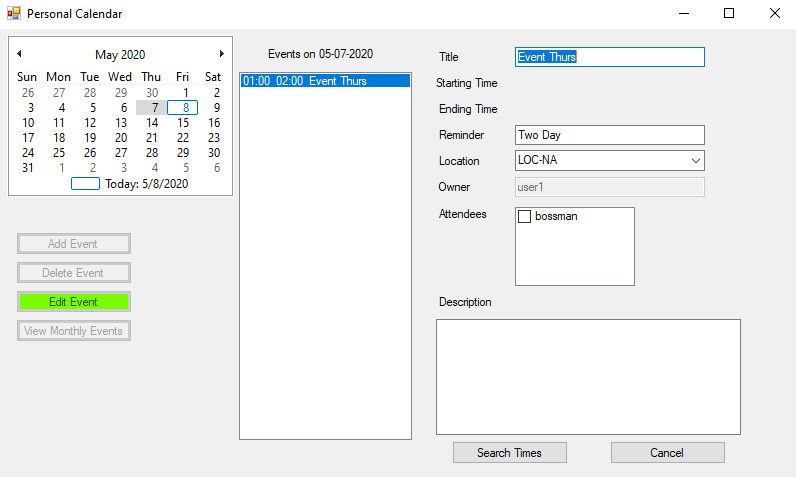 Personal Calendar
May 2020
Sun Mon Tue Wed Thu Fri Sat
26 27 28 29 30 1 2
3 4 5 6 7 8 9
10 11 12 13 14 15 16
17 18 19 20 21 22 23
24 25 26 27 28 29 30
31 1 2 3 4 5 6
Today: 5/8/2020
Add Event
Delete Event
Edit Event
View Monthly Events
Events on 05-07-2020
01:00 02:00 Event Thurs
Title Event Thurs
Starting Time
Ending Time
Reminder Two Day
Location LOC-NA
Owner user1
Attendees bossman
Description
Search Times Cancel